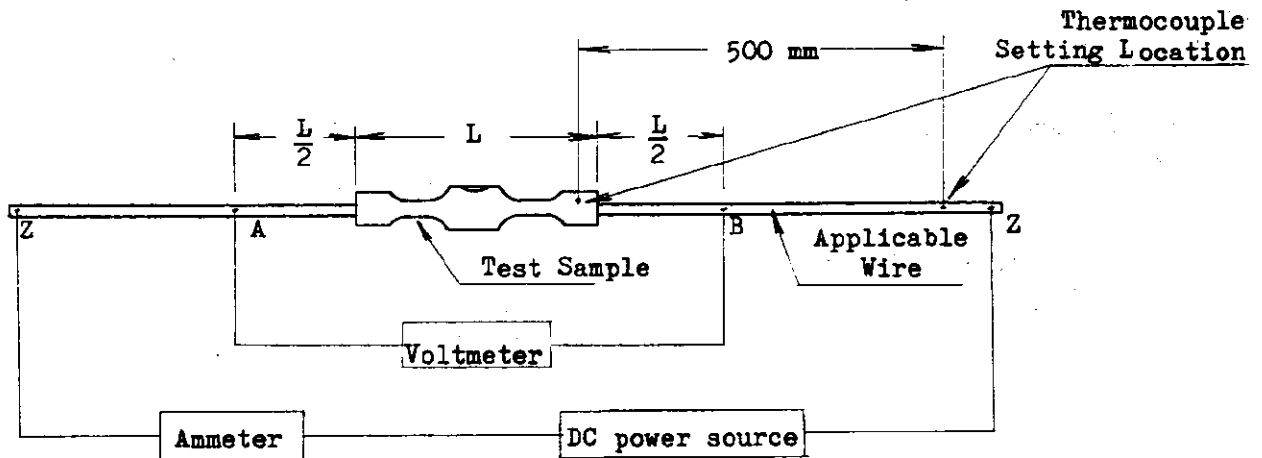 Thermocouple
Setting Location
500 mm
L
2
L
L
2
Z
A
B
Z
Test Sample
Applicable
Wire
Voltmeter
Ammeter
DC power source